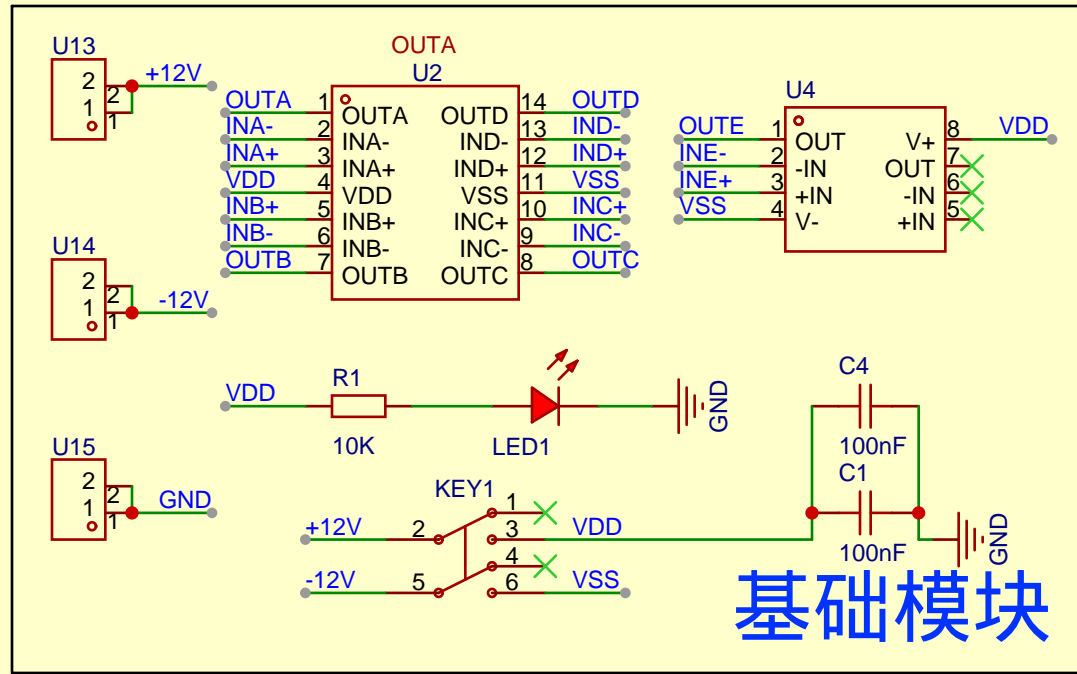 U13
2
1
2
1
+12V
OUTA
U2
OUTA
INA-
INA+
VDD
INB+
INB-
OUTB
1
2
3
4
5
6
7
OUTA
INA-
INA+
VDD
INB+
INB-
OUTB
OUTD
IND-
IND+
VSS
INC+
INC-
OUTC
14
13
12
11
10
9
8
OUTD
IND-
IND+
VSS
INC+
INC-
OUTC
U4
OUTE
INE-
INE+
VSS
1
2
3
4
OUT
-IN
+IN
V-
V+
OUT
-IN
+IN
8
7
6
5
VDD
U14
2
1
2
1
-12V
VDD
R1
10K
LED1
GND
C4
100nF
C1
100nF
GND
U15
2
1
2
1
GND
KEY1
+12V
2
1
3
VDD
-12V
5
4
6
VSS
基础模块